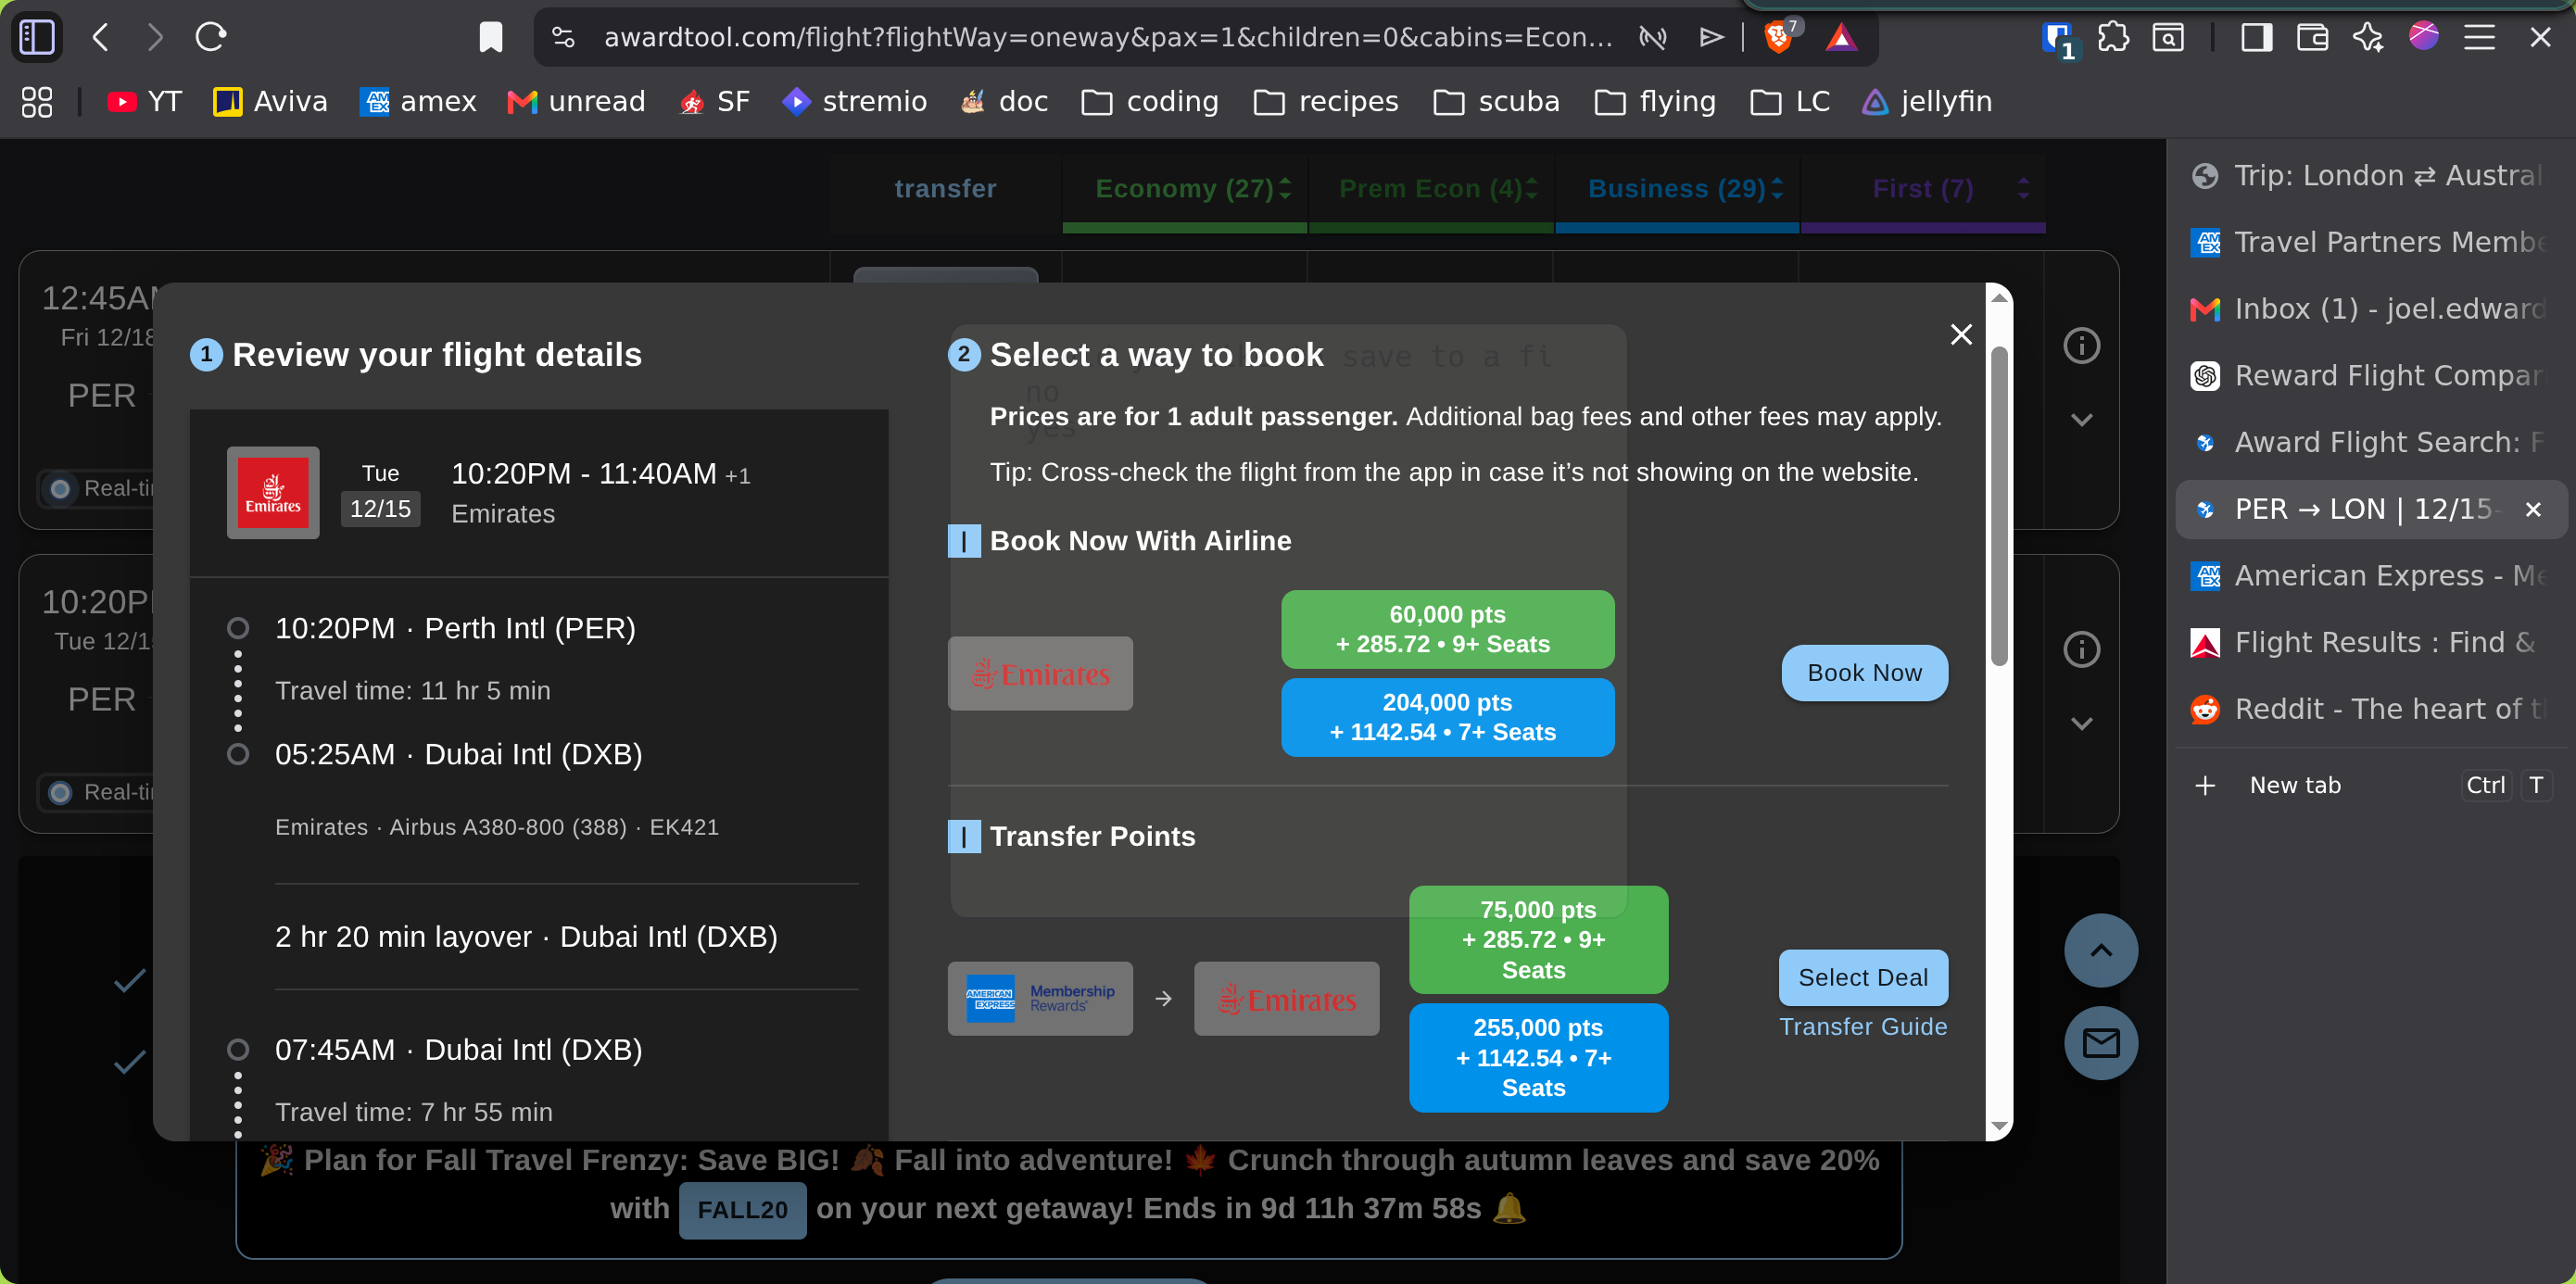 awardtool.com/flight?flightWay=oneway&pax=1&children=0&cabins=Econ...
7
1
YT
Aviva
amex
unread
SF
stremio
doc
coding
recipes
scuba
flying
LC
jellyfin
transfer
Economy (27)
Prem Econ (4)
Business (29)
First (7)
12:45A
Fri 12/18
PER
Real-ti
10:20P
Tue 12/1
PER
Real-ti
1 Review your flight details
Emirates
Tue
12/15
10:20PM - 11:40AM +1
Emirates
10:20PM · Perth Intl (PER)
Travel time: 11 hr 5 min
05:25AM · Dubai Intl (DXB)
Emirates · Airbus A380-800 (388) · EK421
2 hr 20 min layover · Dubai Intl (DXB)
07:45AM · Dubai Intl (DXB)
Travel time: 7 hr 55 min
2 Select a way to book
save to a fi
no
yes
Prices are for 1 adult passenger. Additional bag fees and other fees may apply.
Tip: Cross-check the flight from the app in case it's not showing on the website.
| Book Now With Airline
Emirates
60,000 pts
+ 285.72 • 9+ Seats
204,000 pts
+ 1142.54 • 7+ Seats
Book Now
| Transfer Points
AMERICAN EXPRESS
Membership Rewards
Emirates
75,000 pts
+ 285.72 • 9+
Seats
255,000 pts
+ 1142.54 • 7+
Seats
Select Deal
Transfer Guide
🎉 Plan for Fall Travel Frenzy: Save BIG! 🍂 Fall into adventure! 🍁 Crunch through autumn leaves and save 20%
with FALL20 on your next getaway! Ends in 9d 11h 37m 58s 🔔
Trip: London ⇄ Austral
Travel Partners Membe
Inbox (1) - joel.edward
Reward Flight Compar
Award Flight Search: F
PER → LON | 12/15-
American Express - Me
Flight Results : Find &
Reddit - The heart of t
New tab
Ctrl T